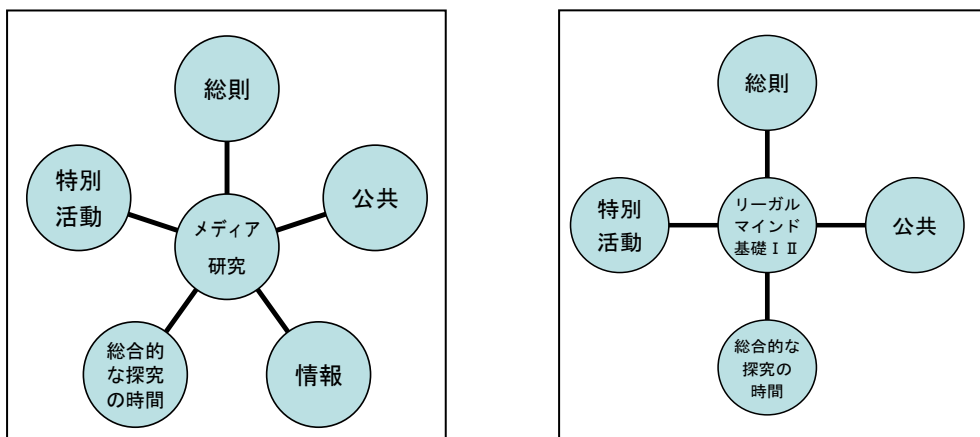 総則
特別
活動
公共
メディア
研究
総合的
な探究
の時間
情報
総則
特別
活動
リーガル
マインド
基礎ⅠⅡ
公共
総合的な
探究の
時間